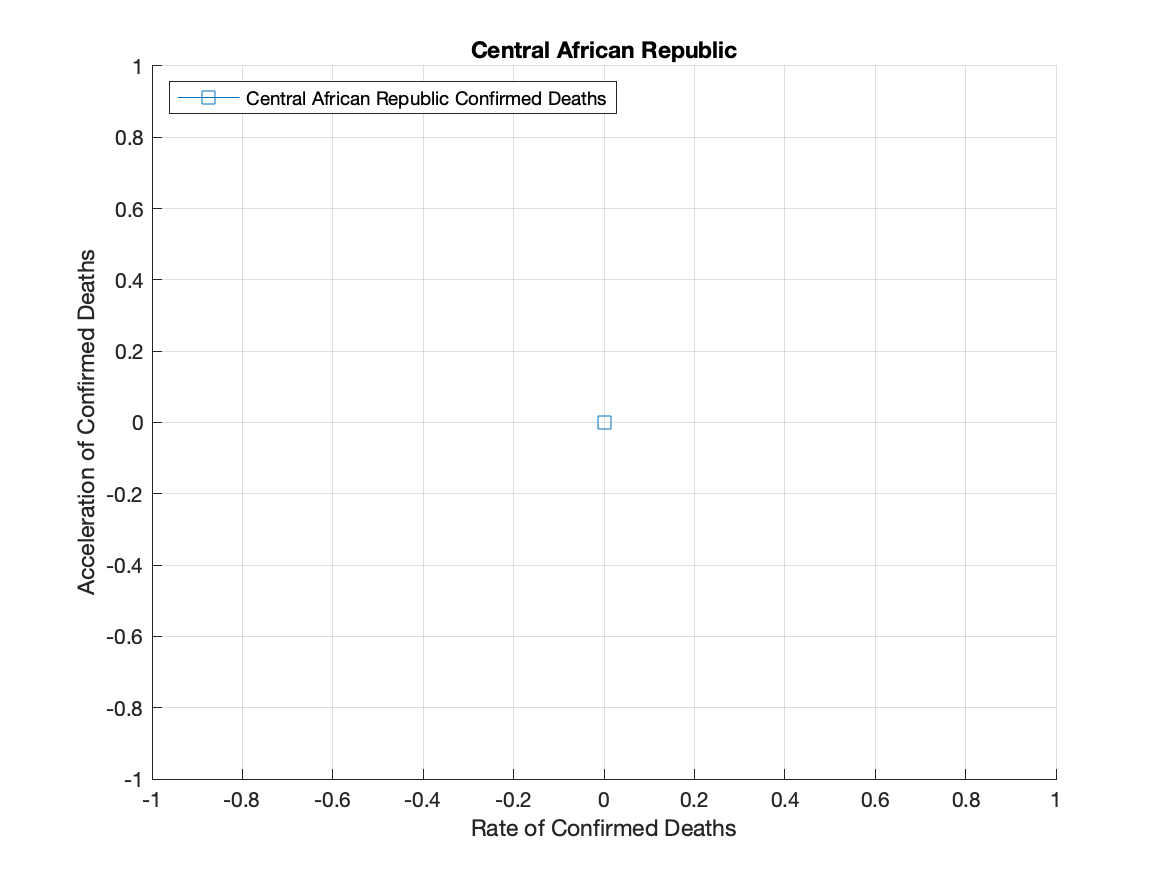 Central African Republic
Central African Republic Confirmed Deaths
Acceleration of Confirmed Deaths
1
0.8
0.6
0.4
0.2
0
-0.2
-0.4
-0.6
-0.8
-1
-1 -0.8 -0.6 -0.4 -0.2 0 0.2 0.4 0.6 0.8 1
Rate of Confirmed Deaths